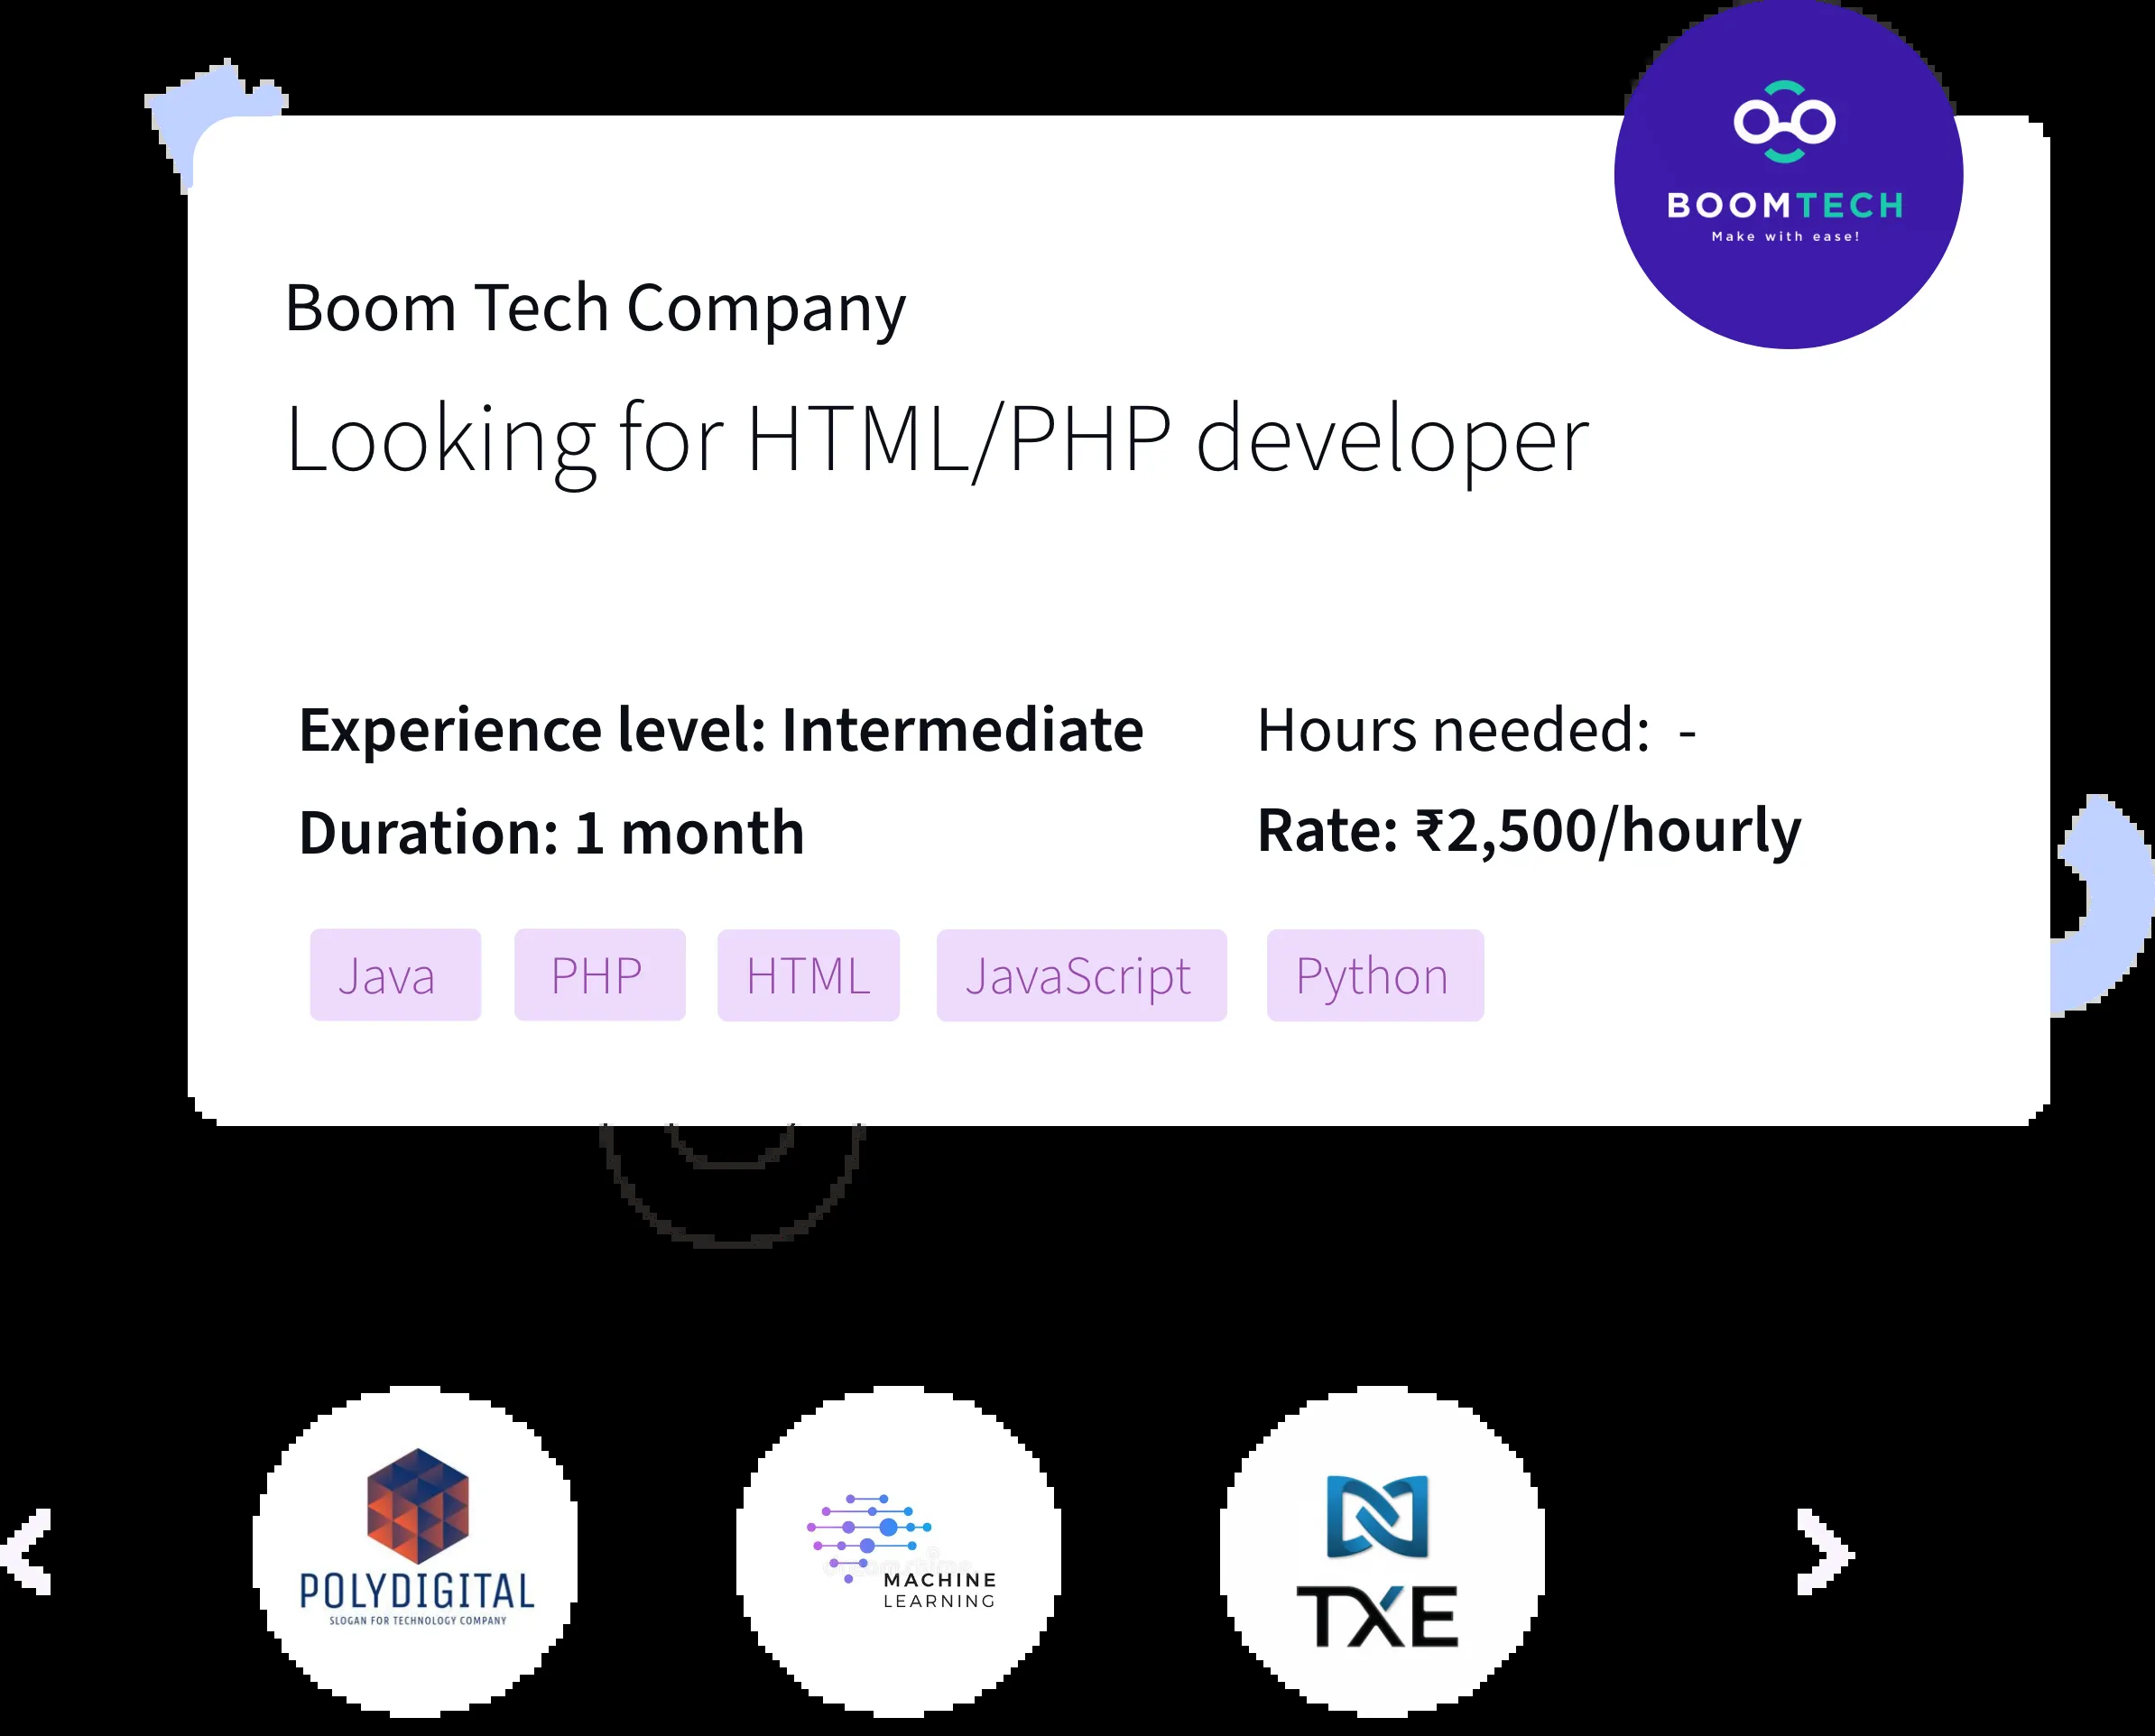 BOOMTECH
Make with ease!
Boom Tech Company
Looking for HTML/PHP developer
Experience level: Intermediate
Hours needed: -
Duration: 1 month
Rate: ₹2,500/hourly
Java
PHP
HTML
JavaScript
Python
POLYDIGITAL
SLOGAN FOR TECHNOLOGY COMPANY
MACHINE
LEARNING
TXE